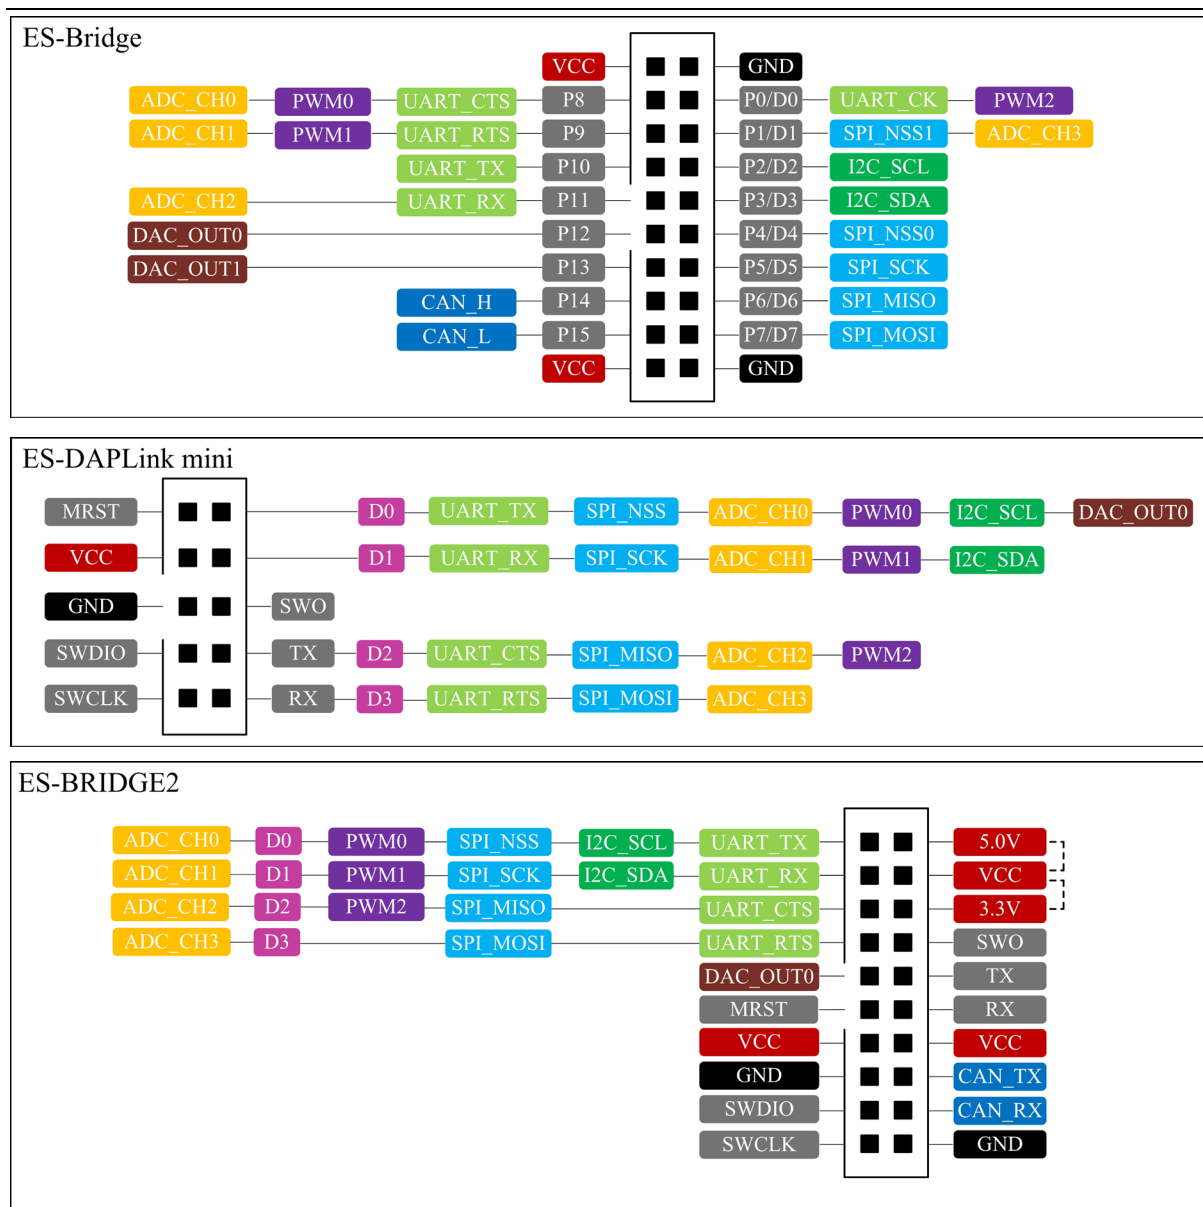 ES-Bridge
VCC GND
ADC_CH0 PWM0 UART_CTS P8 P0/D0 UART_CK PWM2
ADC_CH1 PWM1 UART_RTS P9 P1/D1 SPI_NSS1 ADC_CH3
UART_TX P10 P2/D2 I2C_SCL
ADC_CH2 UART_RX P11 P3/D3 I2C_SDA
DAC_OUT0 P12 P4/D4 SPI_NSS0
DAC_OUT1 P13 P5/D5 SPI_SCK
CAN_H P14 P6/D6 SPI_MISO
CAN_L P15 P7/D7 SPI_MOSI
VCC GND
ES-DAPLink mini
MRST D0 UART_TX SPI_NSS ADC_CH0 PWM0 I2C_SCL DAC_OUT0
VCC D1 UART_RX SPI_SCK ADC_CH1 PWM1 I2C_SDA
GND SWO
SWDIO TX D2 UART_CTS SPI_MISO ADC_CH2 PWM2
SWCLK RX D3 UART_RTS SPI_MOSI ADC_CH3
ES-BRIDGE2
ADC_CH0 D0 PWM0 SPI_NSS I2C_SCL UART_TX 5.0V
ADC_CH1 D1 PWM1 SPI_SCK I2C_SDA UART_RX VCC
ADC_CH2 D2 PWM2 SPI_MISO UART_CTS 3.3V
ADC_CH3 D3 SPI_MOSI UART_RTS SWO
DAC_OUT0 TX
MRST RX
VCC VCC
GND CAN_TX
SWDIO CAN_RX
SWCLK GND